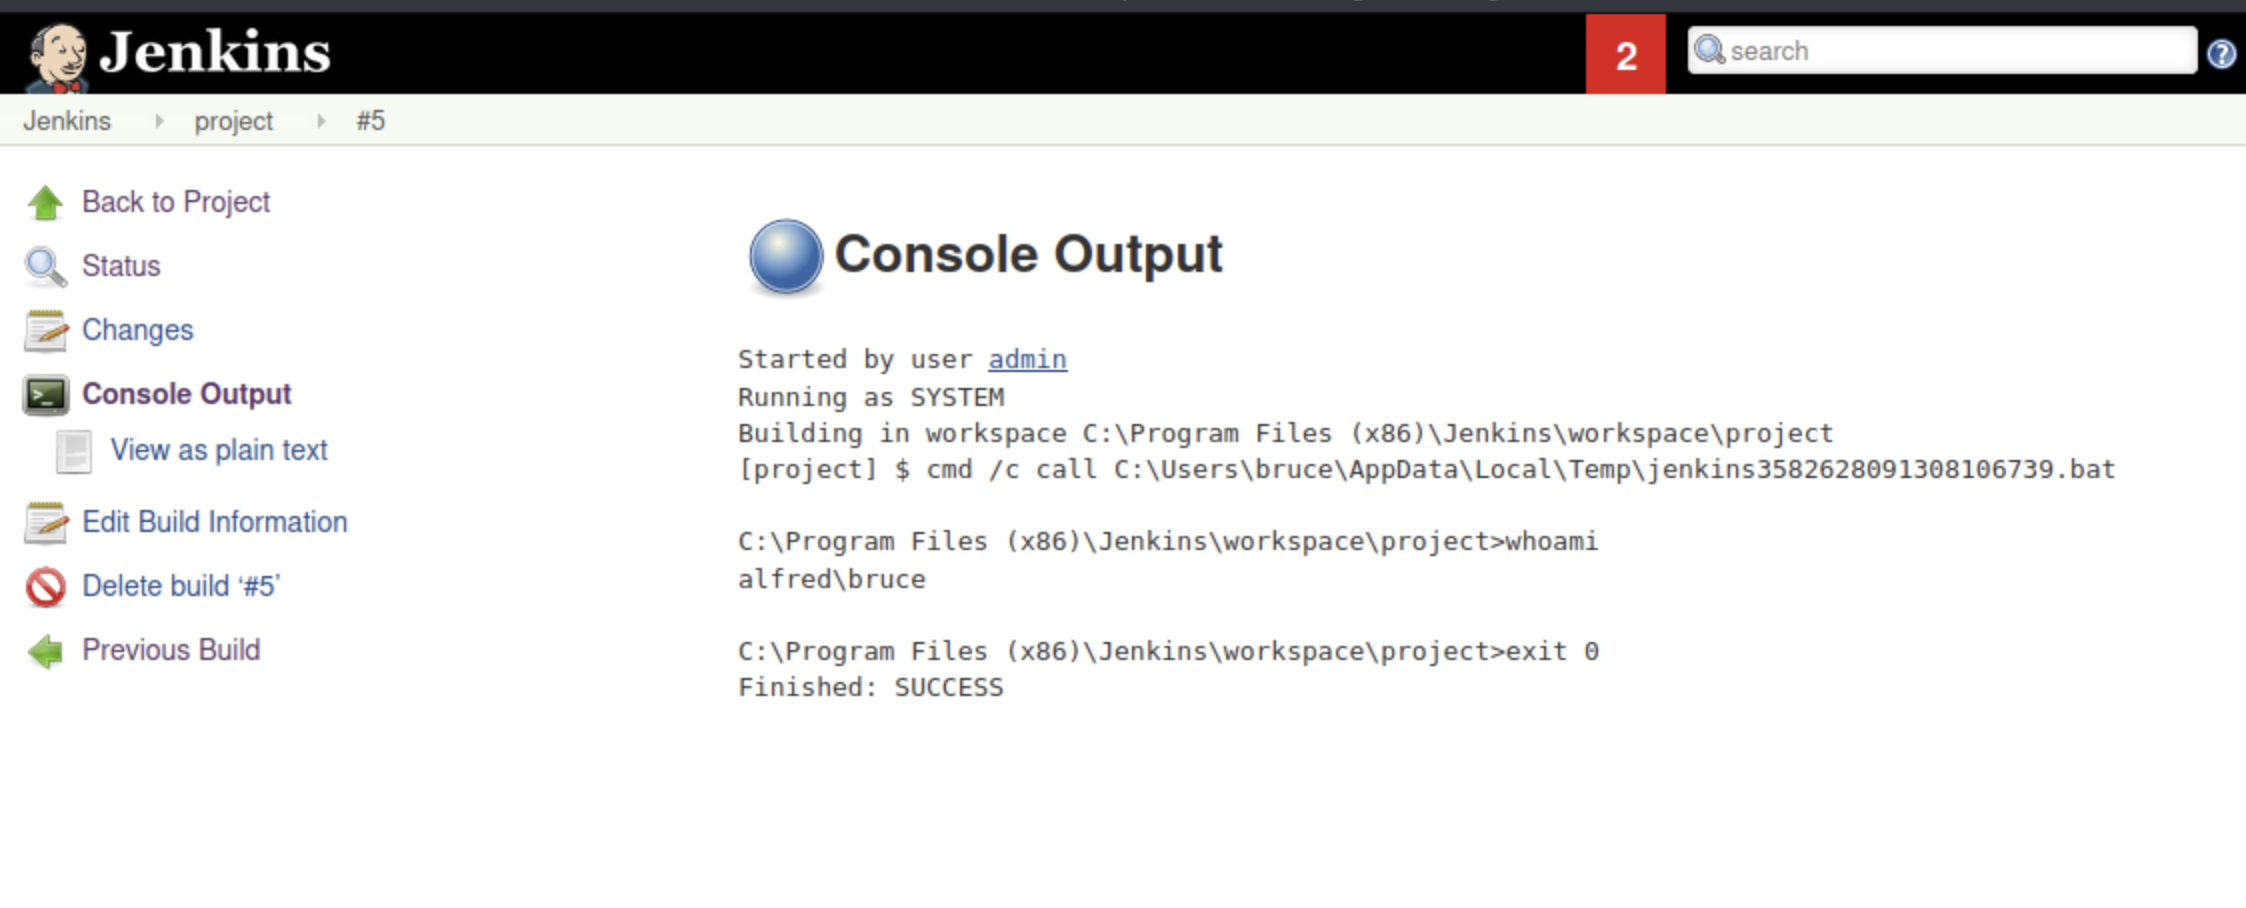 Jenkins
2
search
?
Jenkins project #5
Back to Project
Status
Changes
Console Output
View as plain text
Edit Build Information
Delete build ‘#5’
Previous Build
Console Output
Started by user admin
Running as SYSTEM
Building in workspace C:\Program Files (x86)\Jenkins\workspace\project
[project] $ cmd /c call C:\Users\bruce\AppData\Local\Temp\jenkins3582628091308106739.bat
C:\Program Files (x86)\Jenkins\workspace\project>whoami
alfred\bruce
C:\Program Files (x86)\Jenkins\workspace\project>exit 0
Finished: SUCCESS